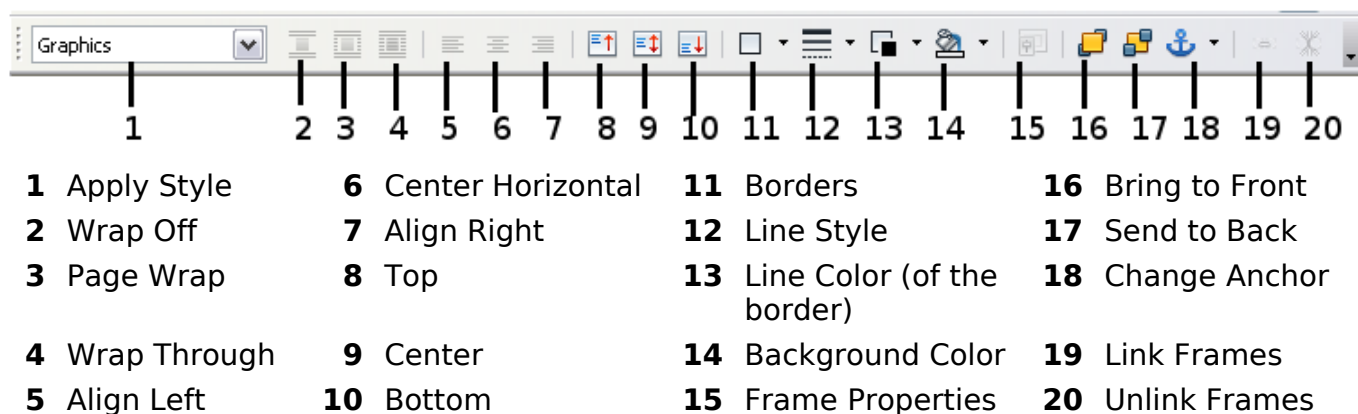 Graphics
1 2 3 4 5 6 7 8 9 10 11 12 13 14 15 16 17 18 19 20
1 Apply Style 6 Center Horizontal 11 Borders 16 Bring to Front
2 Wrap Off 7 Align Right 12 Line Style 17 Send to Back
3 Page Wrap 8 Top 13 Line Color (of the 18 Change Anchor
border)
4 Wrap Through 9 Center 14 Background Color 19 Link Frames
5 Align Left 10 Bottom 15 Frame Properties 20 Unlink Frames